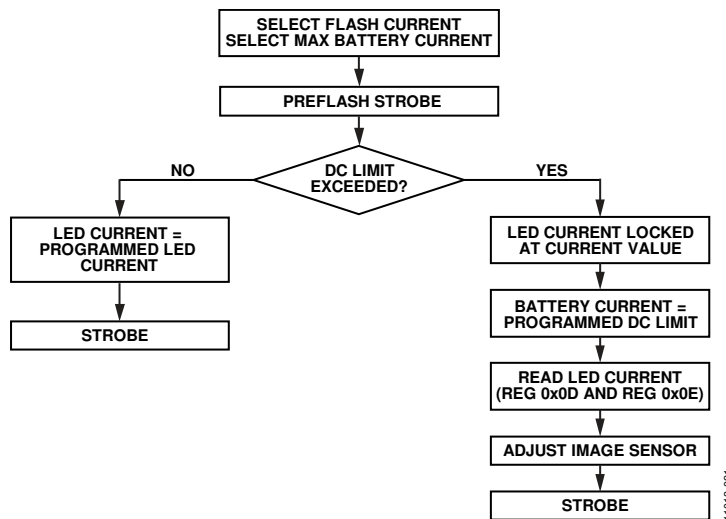 SELECT FLASH CURRENT
SELECT MAX BATTERY CURRENT
PREFLASH STROBE
DC LIMIT
EXCEEDED?
NO
YES
LED CURRENT =
PROGRAMMED LED
CURRENT
STROBE
LED CURRENT LOCKED
AT CURRENT VALUE
BATTERY CURRENT =
PROGRAMMED DC LIMIT
READ LED CURRENT
(REG 0x0D AND REG 0x0E)
ADJUST IMAGE SENSOR
STROBE